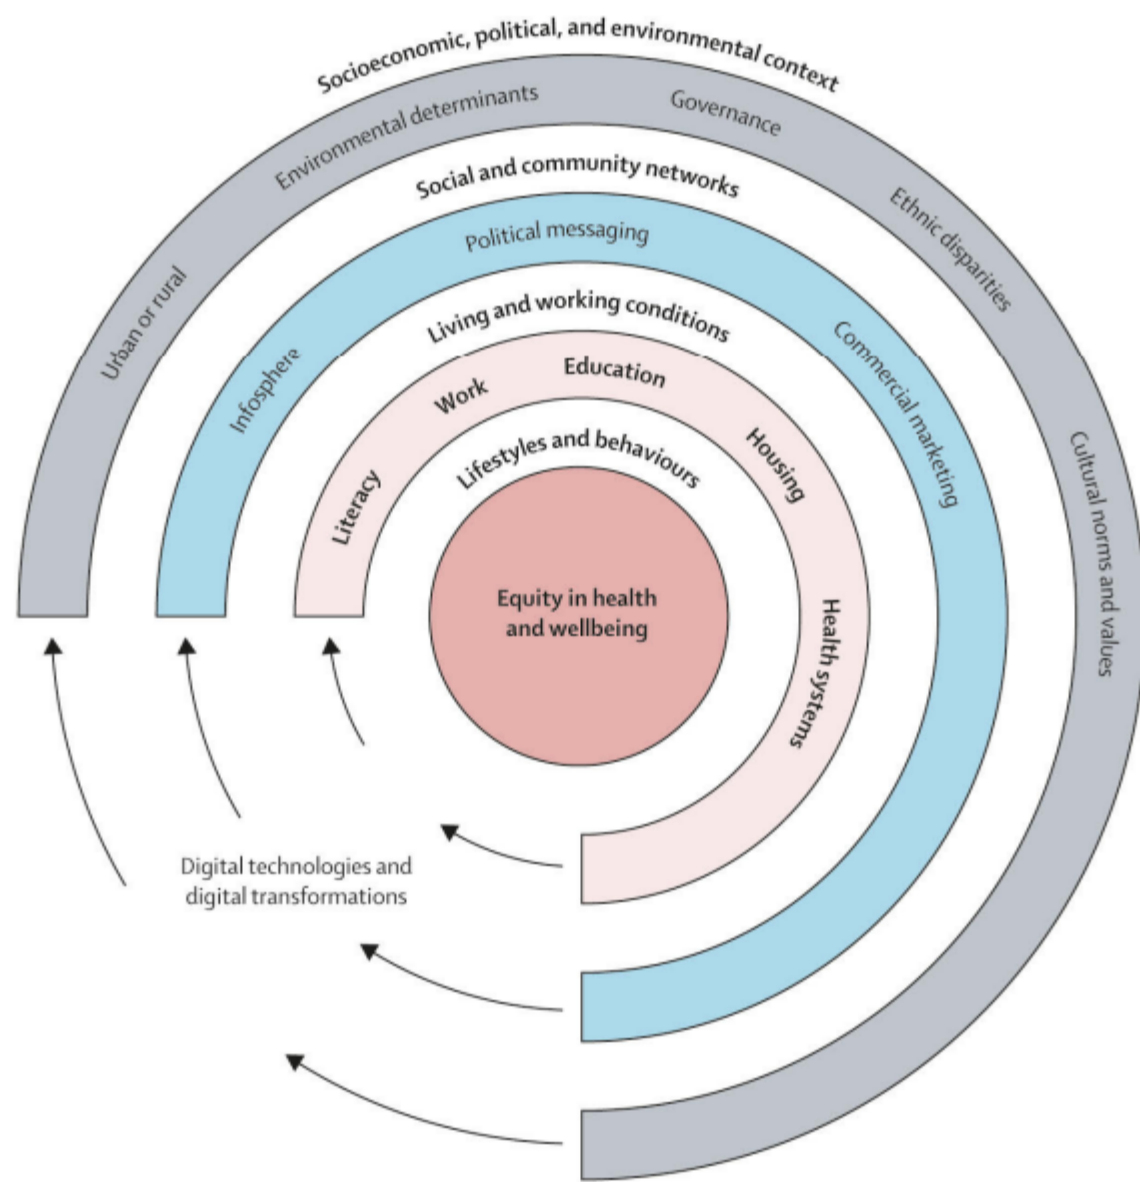 Socioeconomic, political, and environmental context
Urban or rural
Environmental determinants
Governance
Ethnic disparities
Cultural norms and values
Social and community networks
Infosphere
Political messaging
Commercial marketing
Living and working conditions
Literacy
Work
Education
Housing
Health systems
Lifestyles and behaviours
Equity in health
and wellbeing
Digital technologies and
digital transformations